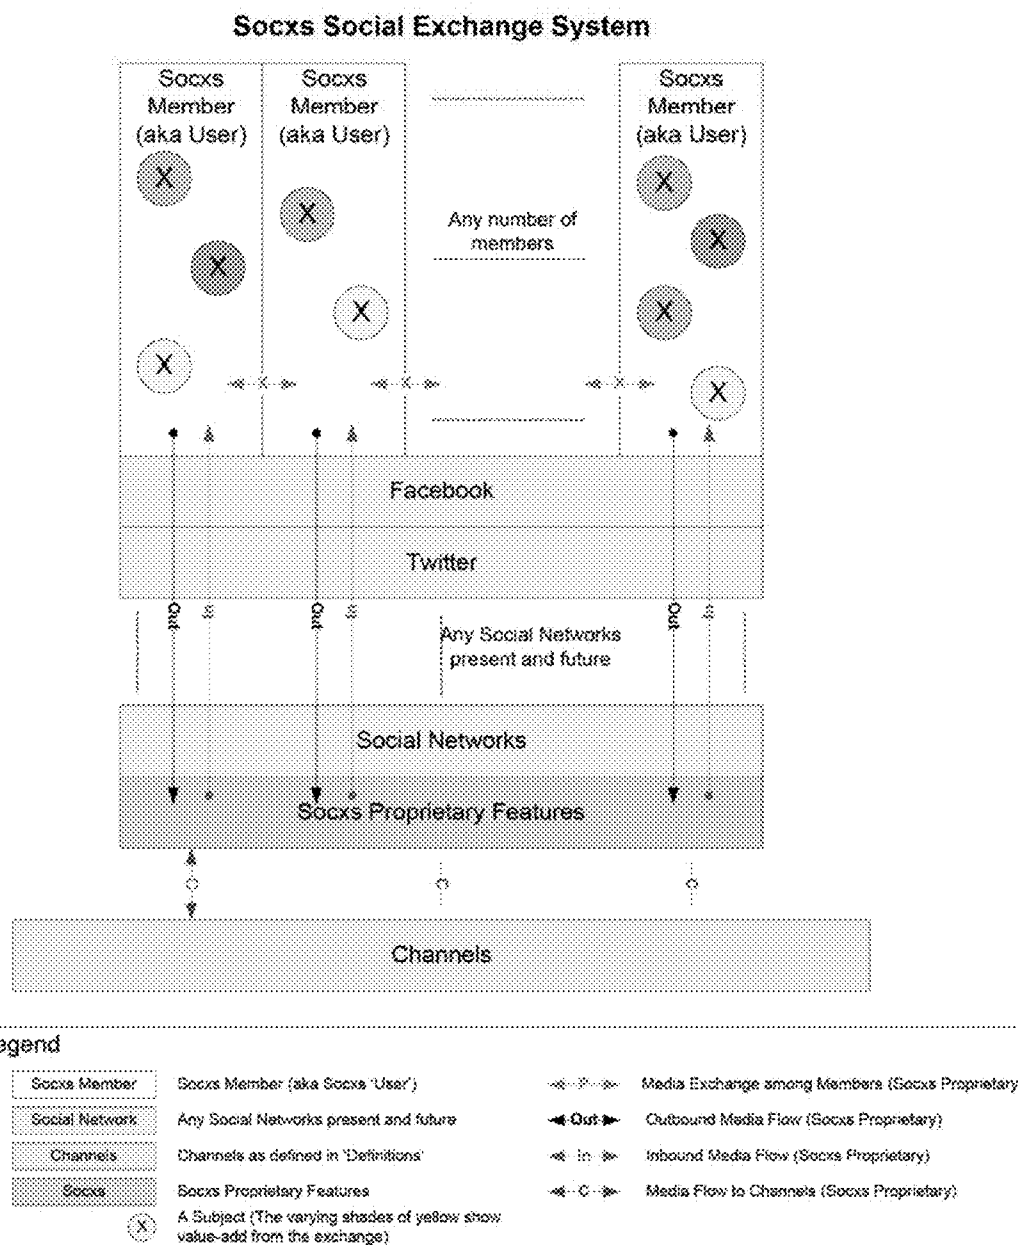 Socxs Social Exchange System
Socxs
Member
(aka User)
Socxs
Member
(aka User)
Socxs
Member
(aka User)
X
X
X
X
X
X
X
X
X
Any number of
members
X
X
X
Facebook
Twitter
Out
In
Out
In
Out
In
Any Social Networks
present and future
Social Networks
Socxs Proprietary Features
C
C
C
Channels
egend
Socxs Member
Socxs Member (aka Socxs 'User')
Media Exchange among Members (Socxs Proprietary
Social Network
Any Social Networks present and future
Out
Outbound Media Flow (Socxs Proprietary)
Channels
Channels as defined in 'Definitions'
In
Inbound Media Flow (Socxs Proprietary)
Socxs
Socxs Proprietary Features
C
Media Flow to Channels (Socxs Proprietary)
X
A Subject (The varying shades of yellow show
value-add from the exchange)